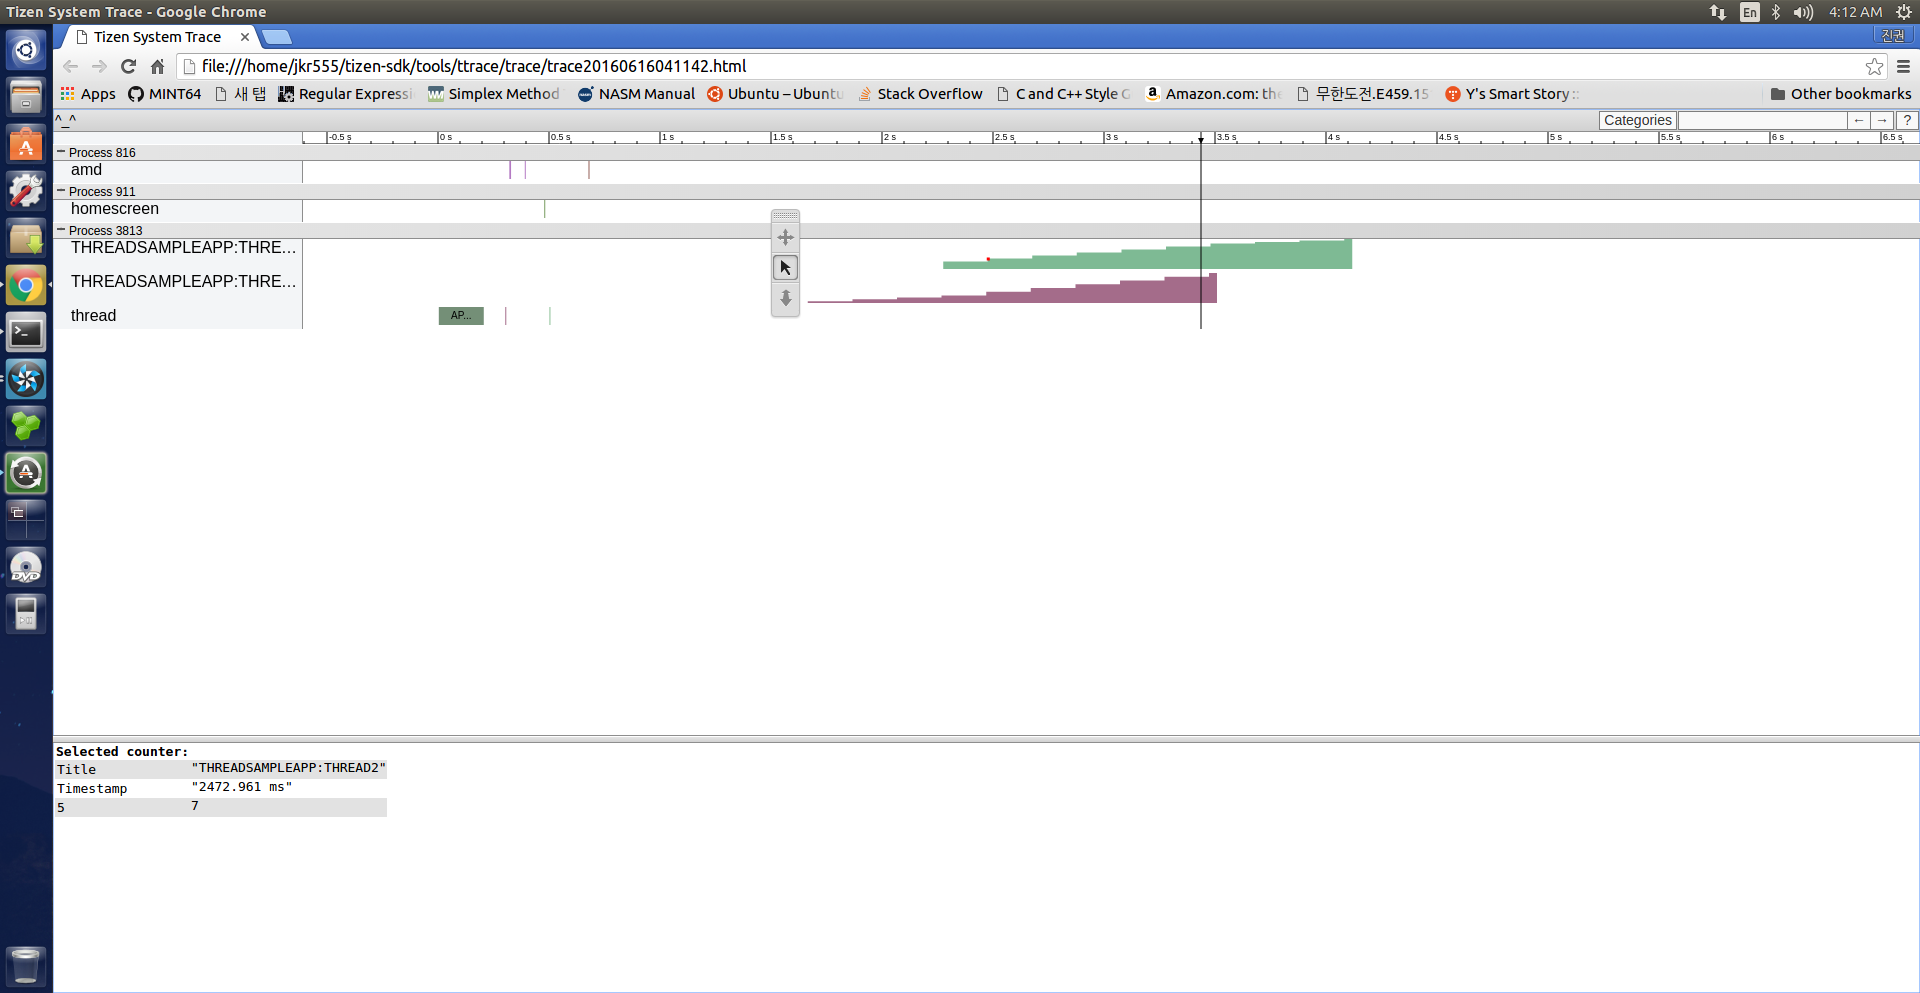 Tizen System Trace - Google Chrome
En
4:12 AM
Tizen System Trace
진권
file:///home/jkr555/tizen-sdk/tools/ttrace/trace/trace20160616041142.html
Apps MINT64 새 탭 Regular Expressi Simplex Method NASM Manual Ubuntu – Ubuntu Stack Overflow C and C++ Style Amazon.com: the 무한도전.E459.15 Y's Smart Story :: Other bookmarks
^_^
Categories ← → ?
-0.5 s 0 s 0.5 s 1 s 1.5 s 2 s 2.5 s 3 s 3.5 s 4 s 4.5 s 5 s 5.5 s 6 s 6.5 s
Process 816
amd
Process 911
homescreen
Process 3813
THREADSAMPLEAPP:THRE...
THREADSAMPLEAPP:THRE...
thread
AP...
Selected counter:
Title "THREADSAMPLEAPP:THREAD2"
Timestamp "2472.961 ms"
5 7
DVD